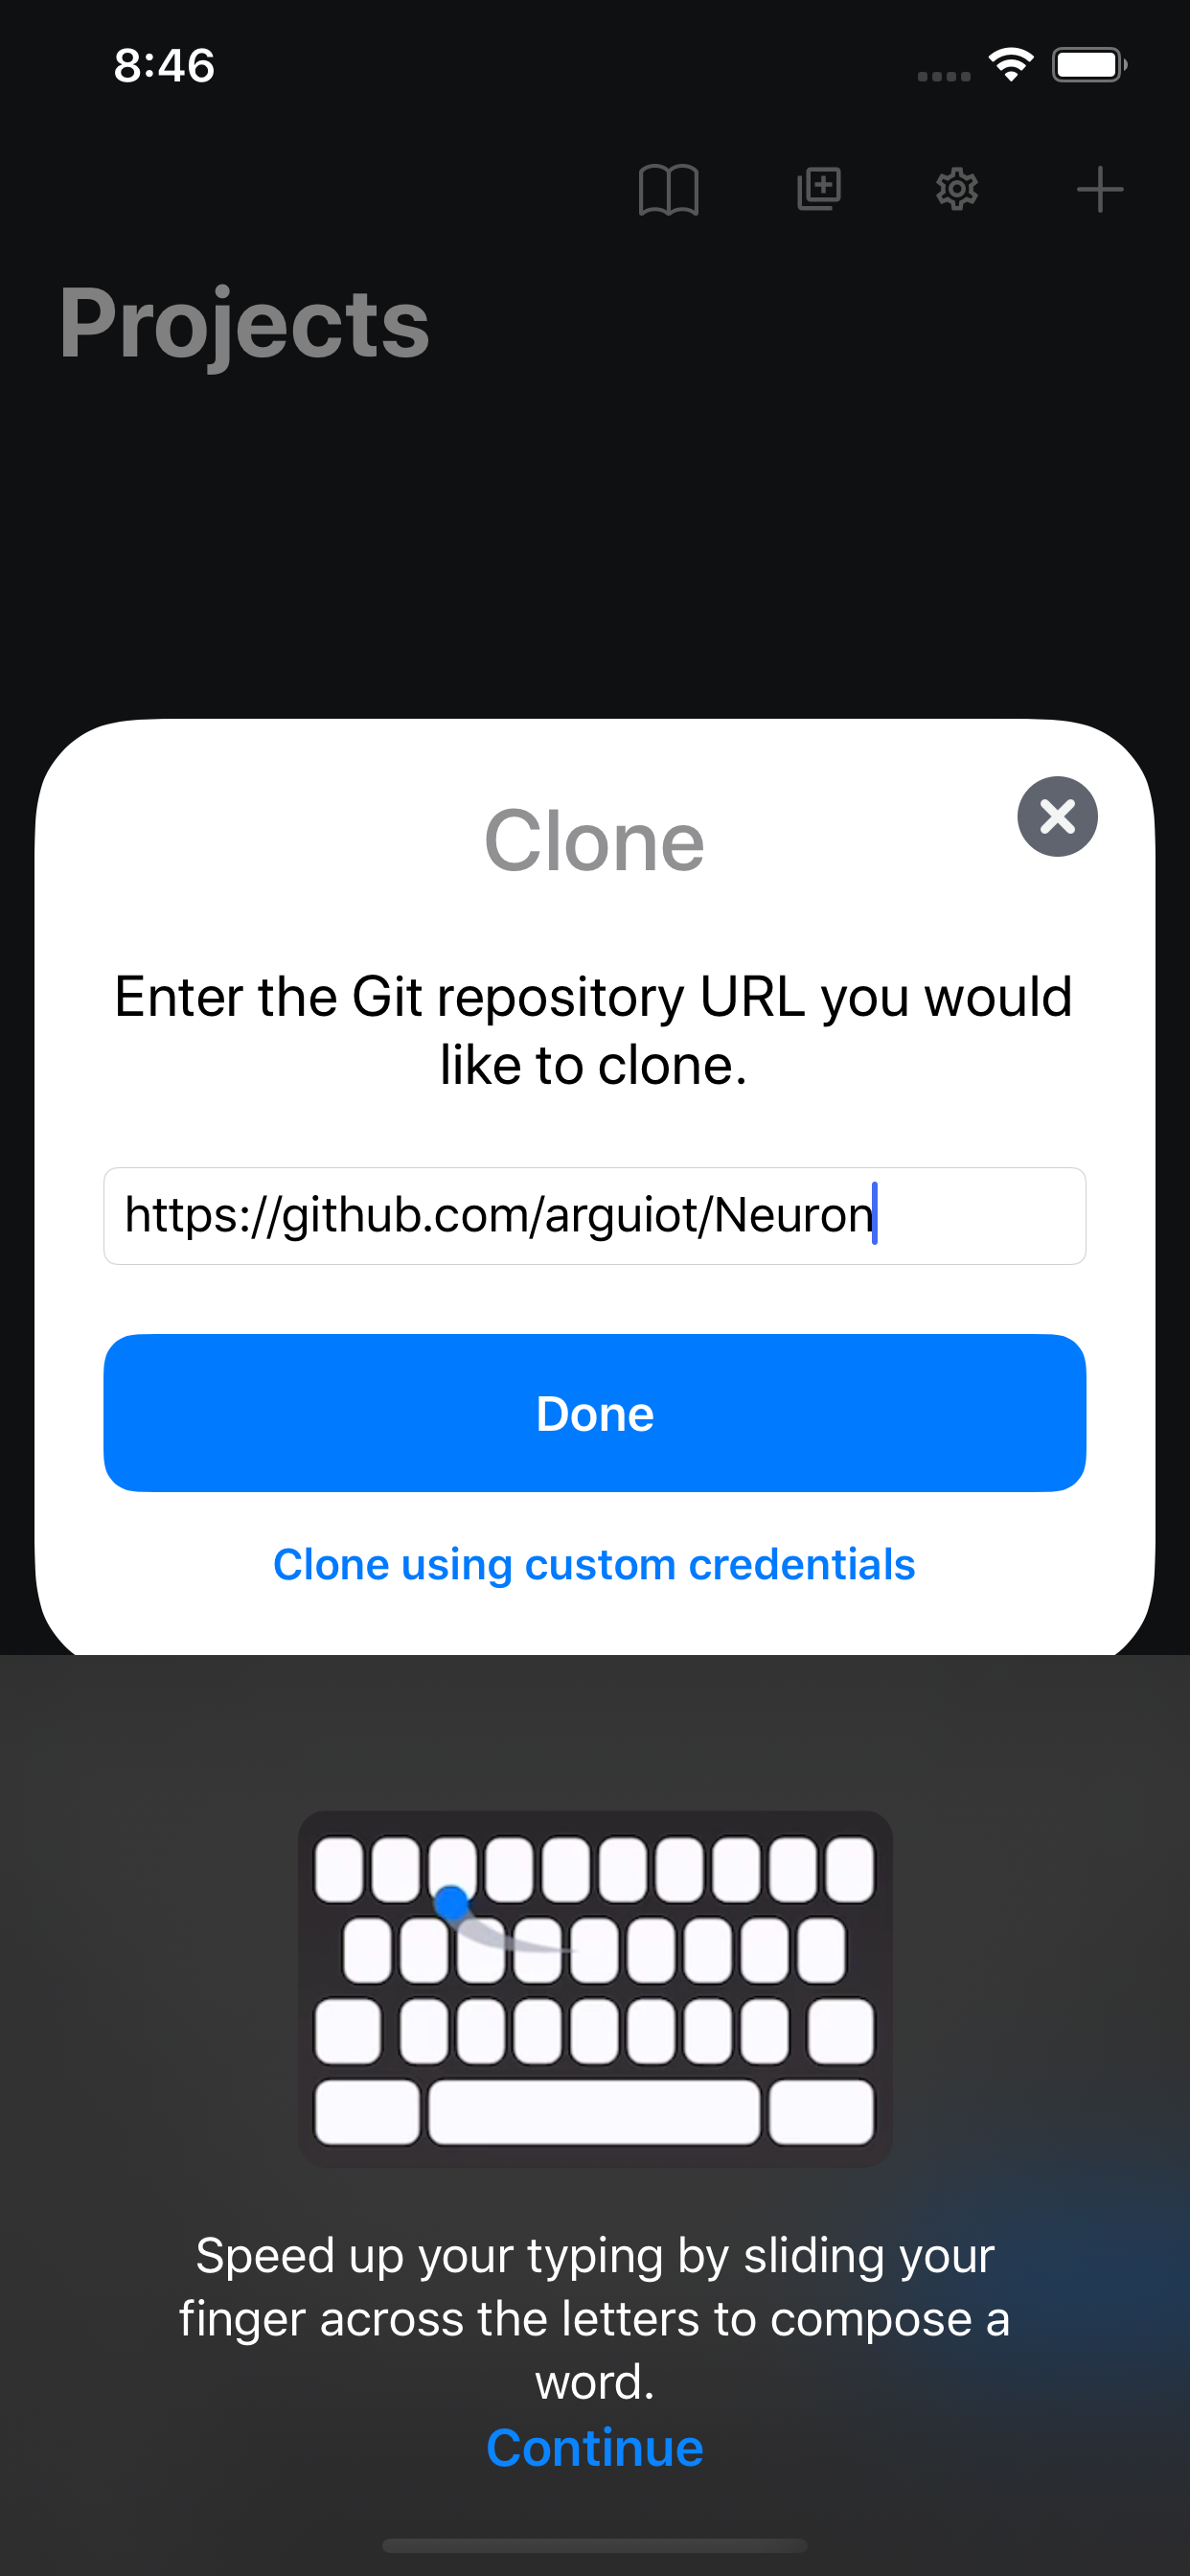 8:46
Projects
Clone
Enter the Git repository URL you would
like to clone.
https://github.com/arguiot/Neuron
Done
Clone using custom credentials
Speed up your typing by sliding your
finger across the letters to compose a
word.
Continue